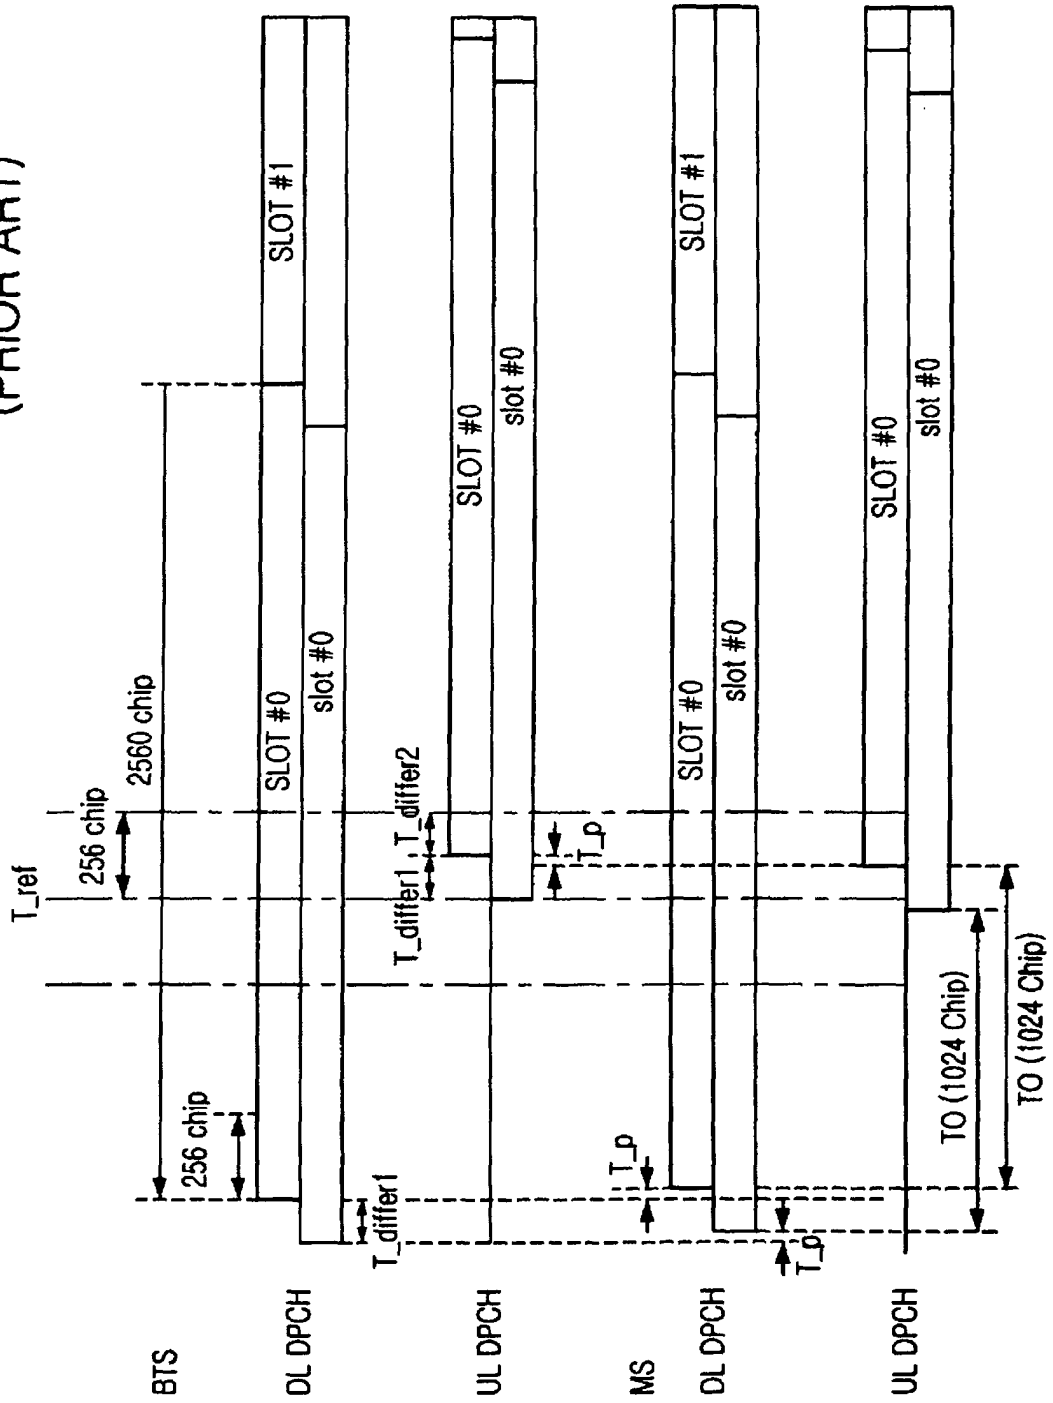 (PRIOR ART)
T_ref
256 chip
2560 chip
256 chip
BTS
DL DPCH
SLOT #0
SLOT #1
slot #0
T_differ1
T_differ1
T_differ2
UL DPCH
SLOT #0
slot #0
T_p
MS
T_p
DL DPCH
SLOT #0
SLOT #1
slot #0
T_p
UL DPCH
SLOT #0
slot #0
TO (1024 Chip)
TO (1024 Chip)